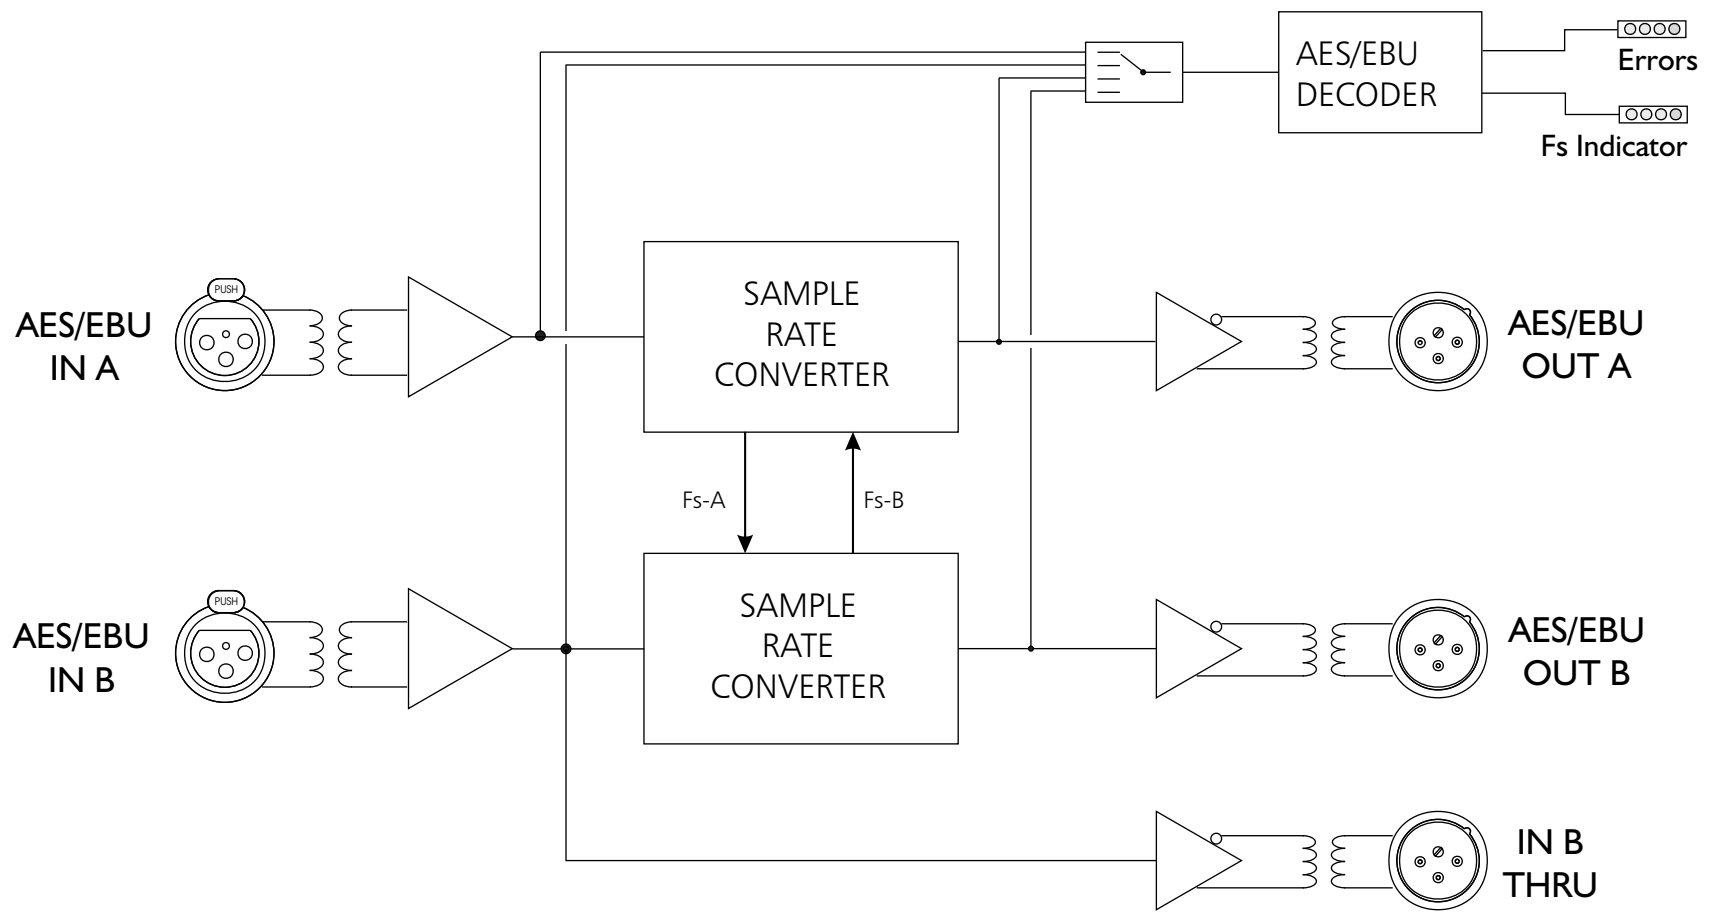 AES/EBU
DECODER
Errors
Fs Indicator
AES/EBU
IN A
PUSH
SAMPLE
RATE
CONVERTER
AES/EBU
OUT A
Fs-A
Fs-B
AES/EBU
IN B
PUSH
SAMPLE
RATE
CONVERTER
AES/EBU
OUT B
IN B
THRU